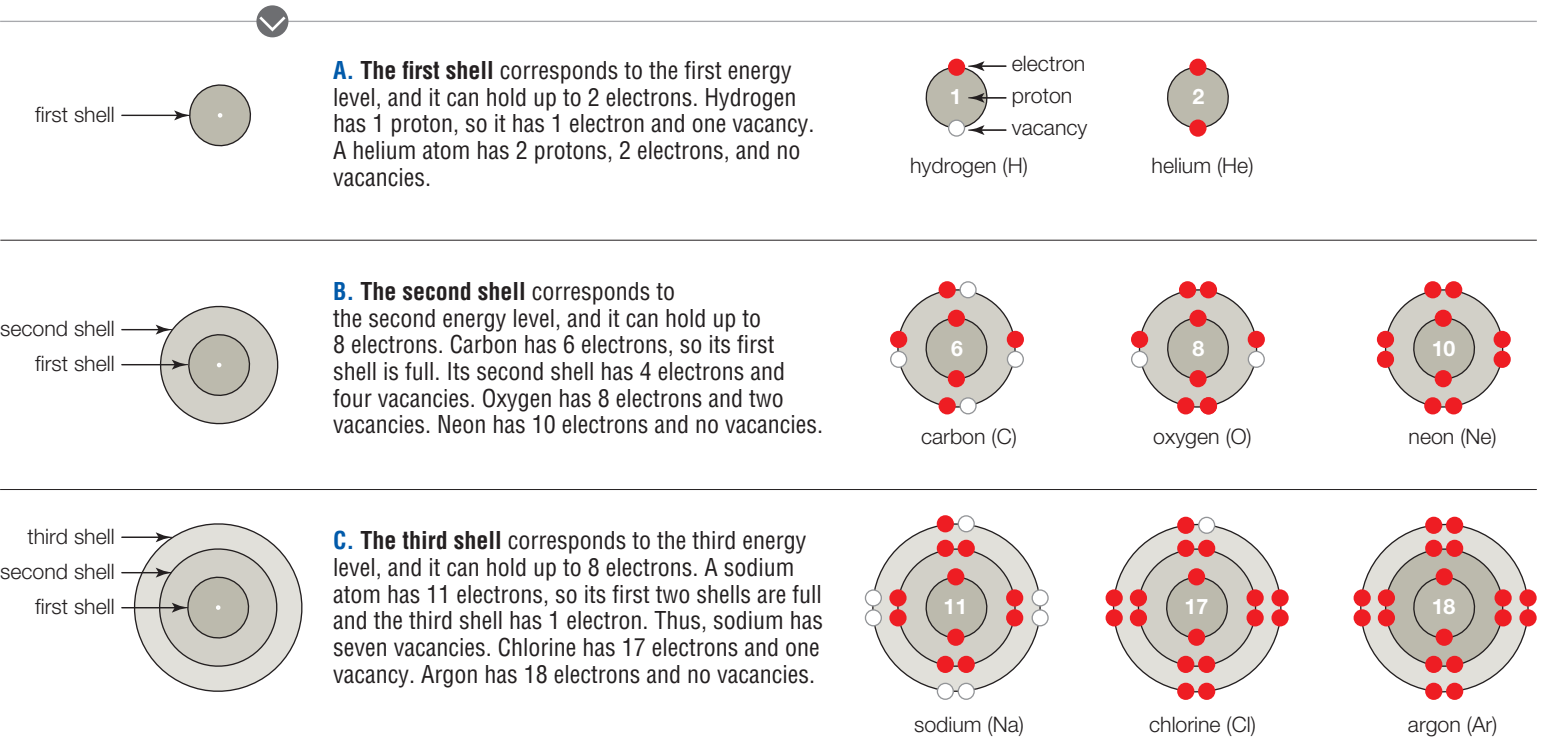 first shell
A. The first shell corresponds to the first energy
level, and it can hold up to 2 electrons. Hydrogen
has 1 proton, so it has 1 electron and one vacancy.
A helium atom has 2 protons, 2 electrons, and no
vacancies.
electron
1
proton
vacancy
hydrogen (H)
2
helium (He)
second shell
first shell
B. The second shell corresponds to
the second energy level, and it can hold up to
8 electrons. Carbon has 6 electrons, so its first
shell is full. Its second shell has 4 electrons and
four vacancies. Oxygen has 8 electrons and two
vacancies. Neon has 10 electrons and no vacancies.
6
carbon (C)
8
oxygen (O)
10
neon (Ne)
third shell
second shell
first shell
C. The third shell corresponds to the third energy
level, and it can hold up to 8 electrons. A sodium
atom has 11 electrons, so its first two shells are full
and the third shell has 1 electron. Thus, sodium has
seven vacancies. Chlorine has 17 electrons and one
vacancy. Argon has 18 electrons and no vacancies.
11
sodium (Na)
17
chlorine (Cl)
18
argon (Ar)